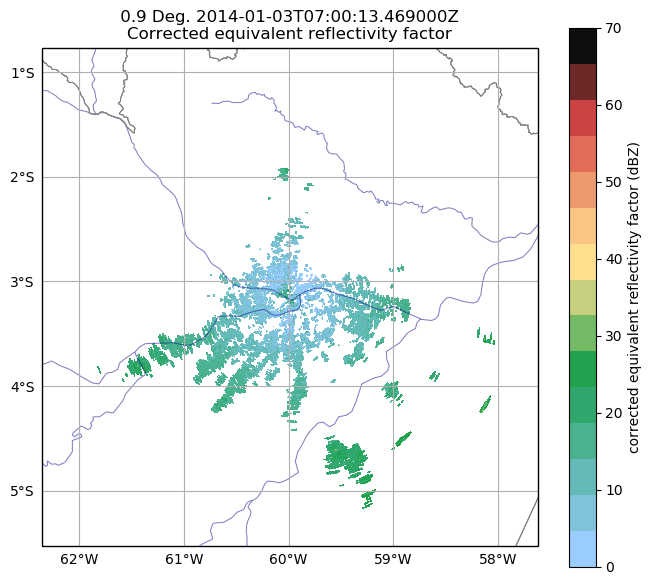 0.9 Deg. 2014-01-03T07:00:13.469000Z
Corrected equivalent reflectivity factor
1°S
2°S
3°S
4°S
5°S
62°W 61°W 60°W 59°W 58°W
70
60
50
40
30
20
10
0
corrected equivalent reflectivity factor (dBZ)